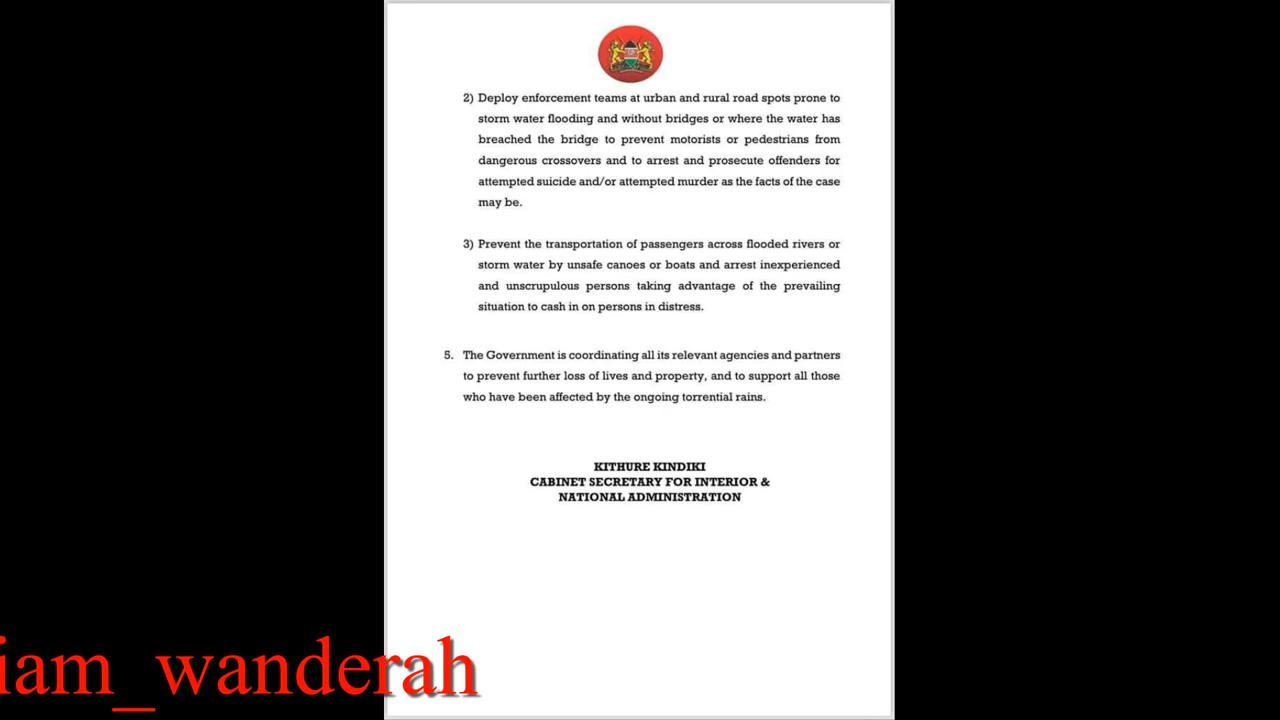 2) Deploy enforcement teams at urban and rural road spots prone to
storm water flooding and without bridges or where the water has
breached the bridge to prevent motorists or pedestrians from
dangerous crossovers and to arrest and prosecute offenders for
attempted suicide and/or attempted murder as the facts of the case
may be.
3) Prevent the transportation of passengers across flooded rivers or
storm water by unsafe canoes or boats and arrest inexperienced
and unscrupulous persons taking advantage of the prevailing
situation to cash in on persons in distress.
5. The Government is coordinating all its relevant agencies and partners
to prevent further loss of lives and property, and to support all those
who have been affected by the ongoing torrential rains.
KITHURE KINDIKI
CABINET SECRETARY FOR INTERIOR &
NATIONAL ADMINISTRATION
iam_wanderah